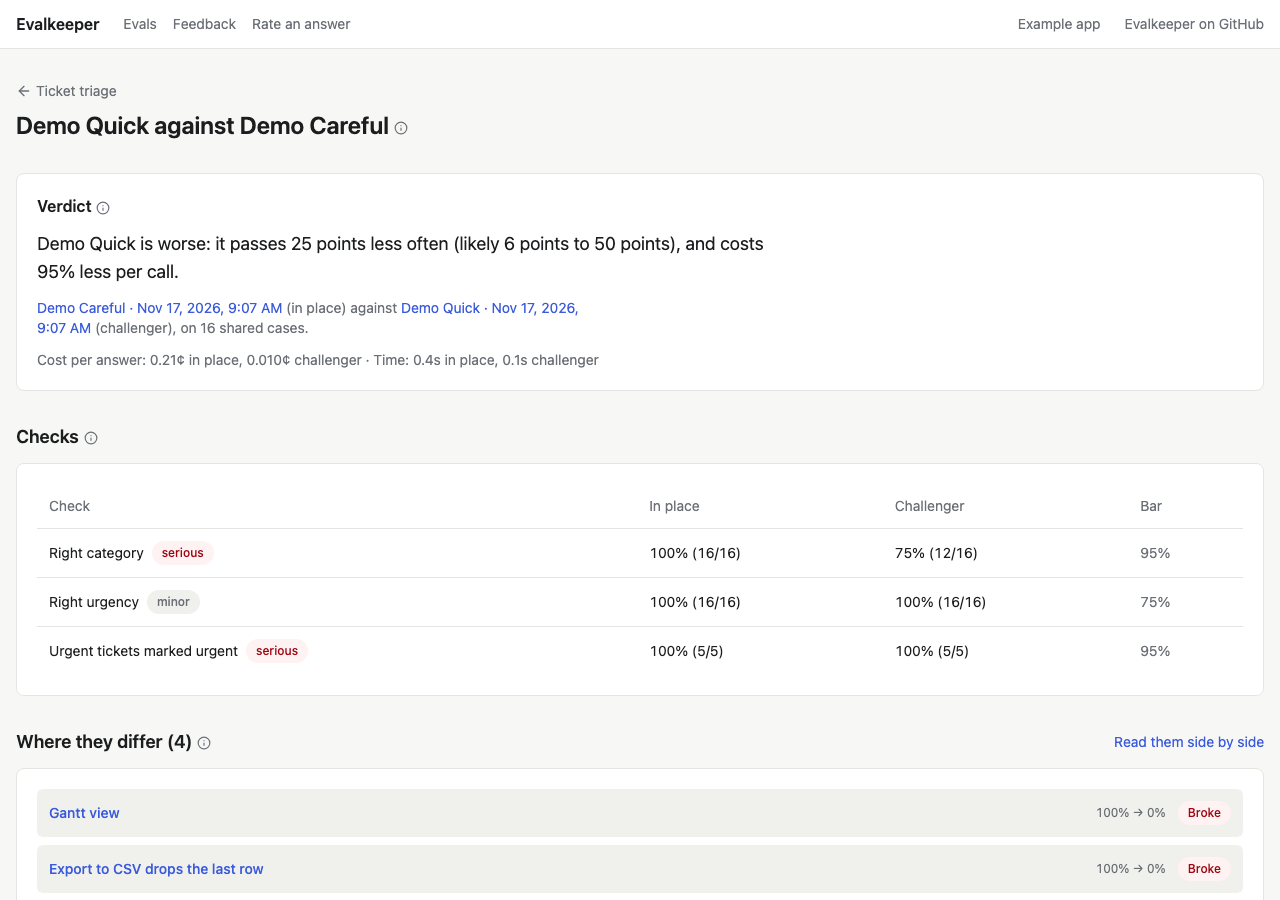 Evalkeeper Evals Feedback Rate an answer Example app Evalkeeper on GitHub
← Ticket triage
Demo Quick against Demo Careful
Verdict
Demo Quick is worse: it passes 25 points less often (likely 6 points to 50 points), and costs
95% less per call.
Demo Careful · Nov 17, 2026, 9:07 AM (in place) against Demo Quick · Nov 17, 2026,
9:07 AM (challenger), on 16 shared cases.
Cost per answer: 0.21¢ in place, 0.010¢ challenger · Time: 0.4s in place, 0.1s challenger
Checks
Check In place Challenger Bar
Right category serious 100% (16/16) 75% (12/16) 95%
Right urgency minor 100% (16/16) 100% (16/16) 75%
Urgent tickets marked urgent serious 100% (5/5) 100% (5/5) 95%
Where they differ (4) Read them side by side
Gantt view 100% → 0% Broke
Export to CSV drops the last row 100% → 0% Broke